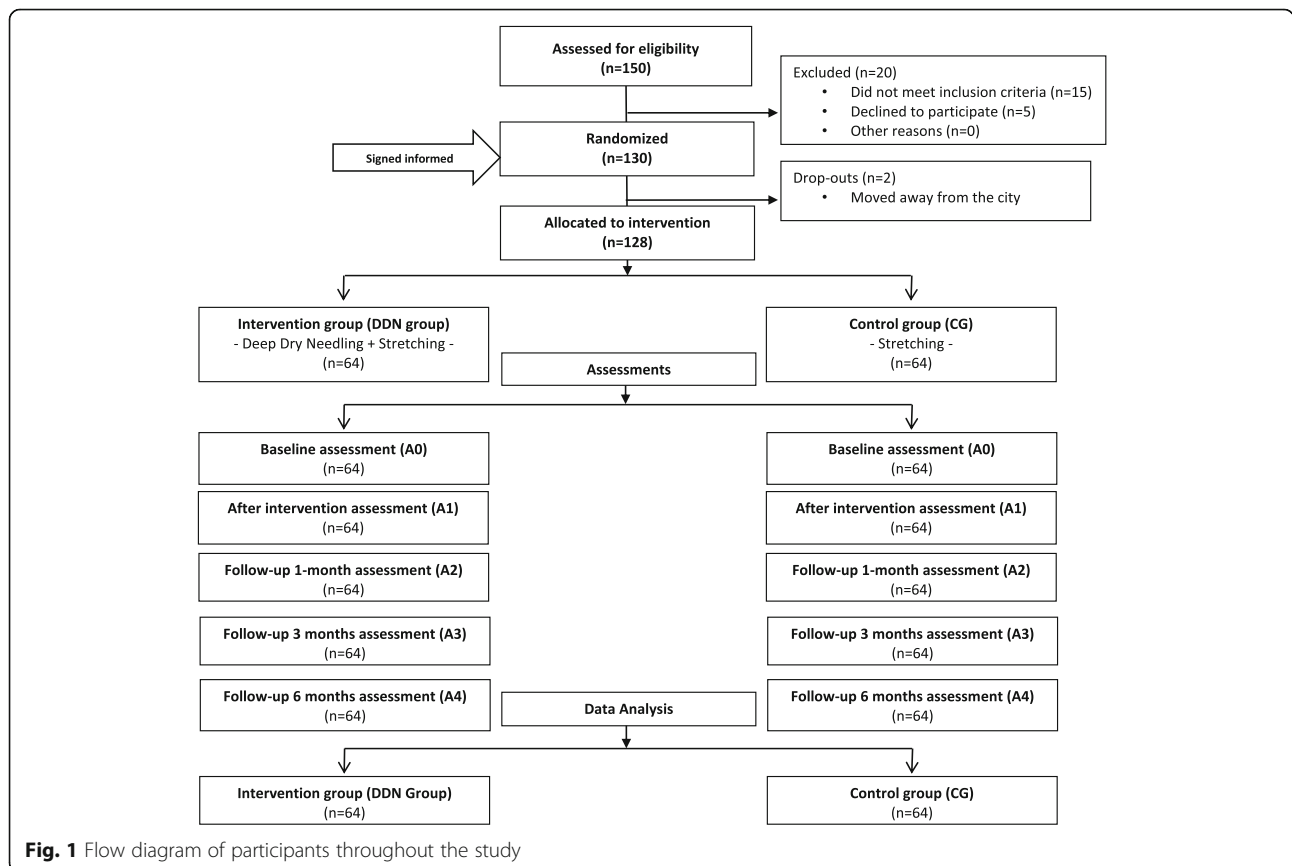 Assessed for eligibility
(n=150)
Excluded (n=20)
• Did not meet inclusion criteria (n=15)
• Declined to participate (n=5)
• Other reasons (n=0)
Signed informed
Randomized
(n=130)
Drop-outs (n=2)
• Moved away from the city
Allocated to intervention
(n=128)
Intervention group (DDN group)
- Deep Dry Needling + Stretching -
(n=64)
Control group (CG)
- Stretching -
(n=64)
Assessments
Baseline assessment (A0)
(n=64)
Baseline assessment (A0)
(n=64)
After intervention assessment (A1)
(n=64)
After intervention assessment (A1)
(n=64)
Follow-up 1-month assessment (A2)
(n=64)
Follow-up 1-month assessment (A2)
(n=64)
Follow-up 3 months assessment (A3)
(n=64)
Follow-up 3 months assessment (A3)
(n=64)
Follow-up 6 months assessment (A4)
(n=64)
Follow-up 6 months assessment (A4)
(n=64)
Data Analysis
Intervention group (DDN Group)
(n=64)
Control group (CG)
(n=64)
Fig. 1 Flow diagram of participants throughout the study